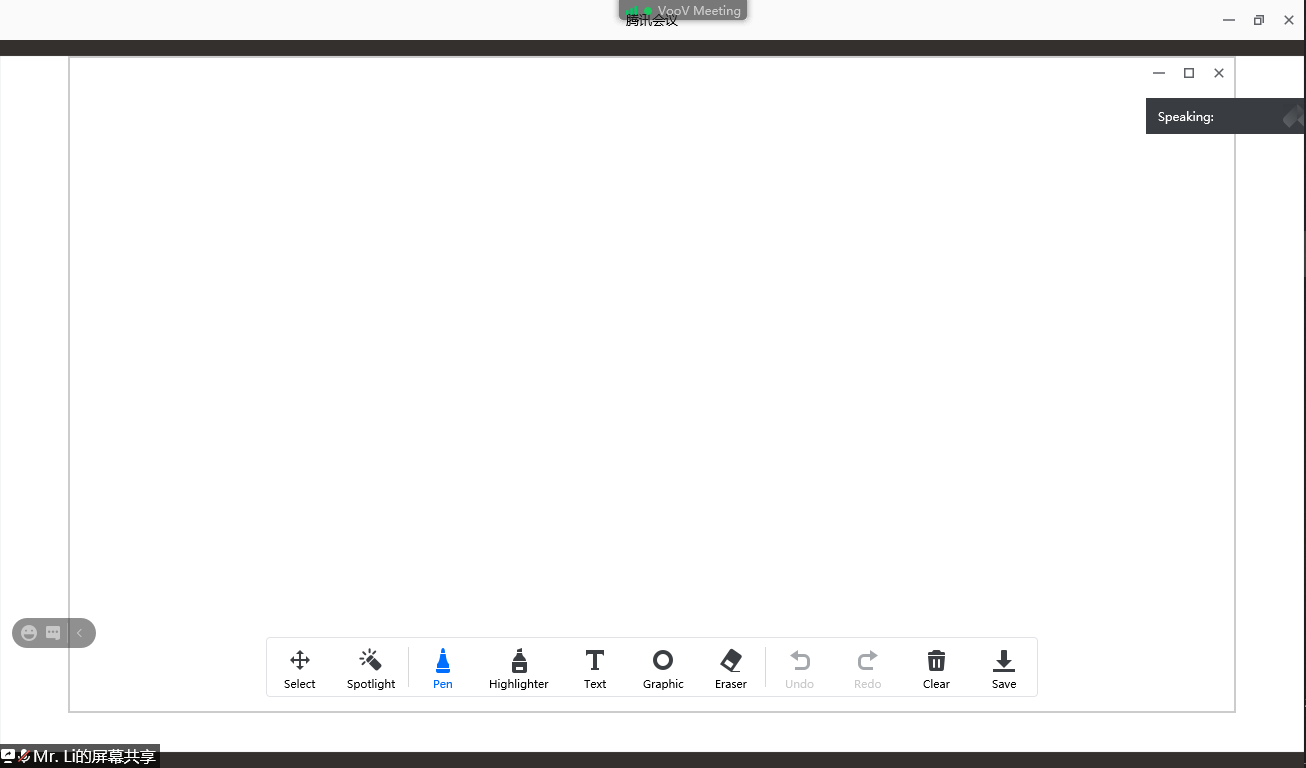 VooV Meeting
腾讯会议
Speaking:
Select Spotlight Pen Highlighter Text Graphic Eraser Undo Redo Clear Save
Mr. Li的屏幕共享